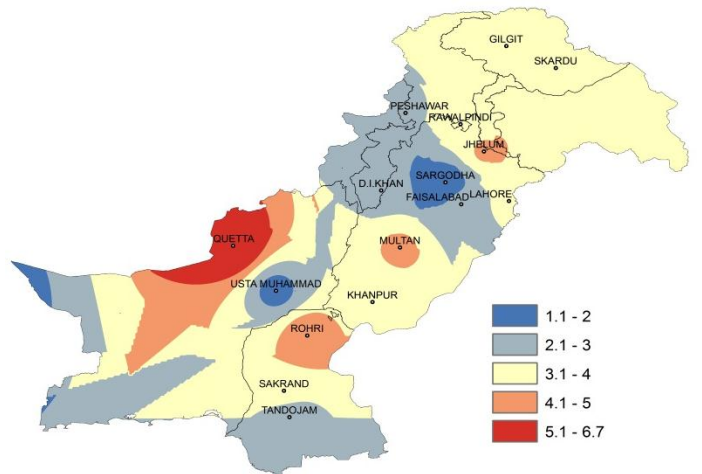 GILGIT
SKARDU
PESHAWAR
RAWALPINDI
JHELUM
SARGODHA
D.I.KHAN
FAISALABAD
LAHORE
QUETTA
MULTAN
USTA MUHAMMAD
KHANPUR
ROHRI
SAKRAND
TANDOJAM
1.1 - 2
2.1 - 3
3.1 - 4
4.1 - 5
5.1 - 6.7